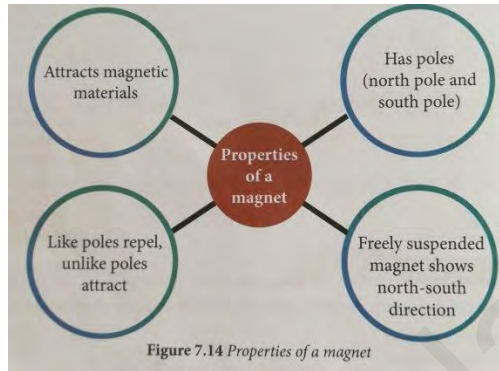 Attracts magnetic
materials
Has poles
(north pole and
south pole)
Properties
of a
magnet
Like poles repel,
unlike poles
attract
Freely suspended
magnet shows
north-south
direction
Figure 7.14 Properties of a magnet